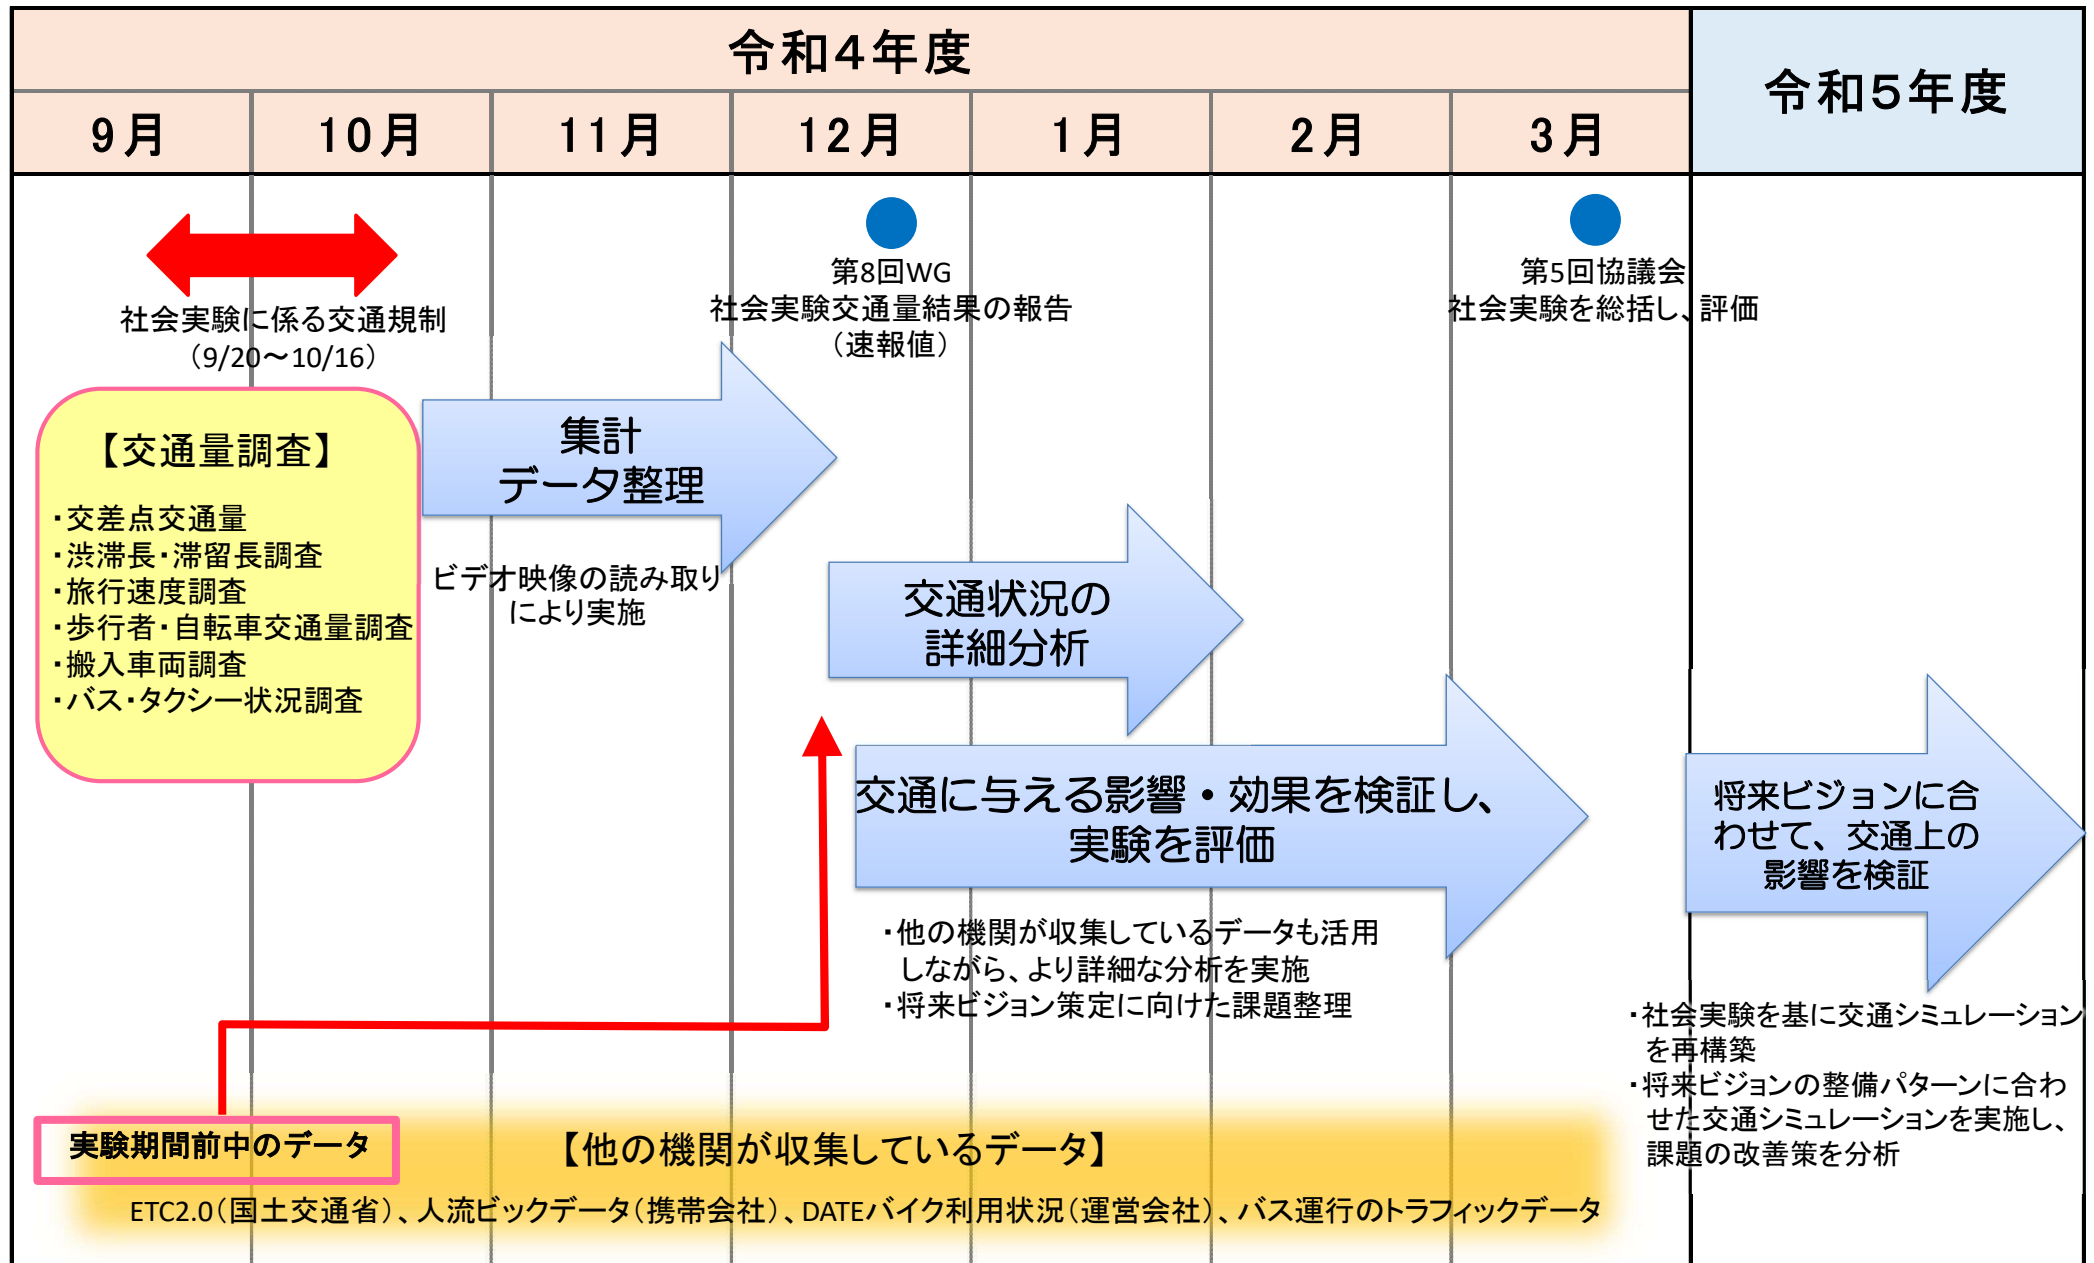 令和４年度
令和５年度
９月
１０月
１１月
１２月
１月
２月
３月
社会実験に係る交通規制
（9/20～10/16）
第8回WG
社会実験交通量結果の報告
（速報値）
第5回協議会
社会実験を総括し、評価
【交通量調査】
・交差点交通量
・渋滞長・滞留長調査
・旅行速度調査
・歩行者・自転車交通量調査
・搬入車両調査
・バス・タクシー状況調査
集計
データ整理
ビデオ映像の読み取り
により実施
交通状況の
詳細分析
交通に与える影響・効果を検証し、
実験を評価
・他の機関が収集しているデータも活用
しながら、より詳細な分析を実施
・将来ビジョン策定に向けた課題整理
将来ビジョンに合
わせて、交通上の
影響を検証
・社会実験を基に交通シミュレーション
を再構築
・将来ビジョンの整備パターンに合わ
せた交通シミュレーションを実施し、
課題の改善策を分析
実験期間前中のデータ
【他の機関が収集しているデータ】
ETC2.0（国土交通省）、人流ビックデータ（携帯会社）、DATEバイク利用状況（運営会社）、バス運行のトラフィックデータ